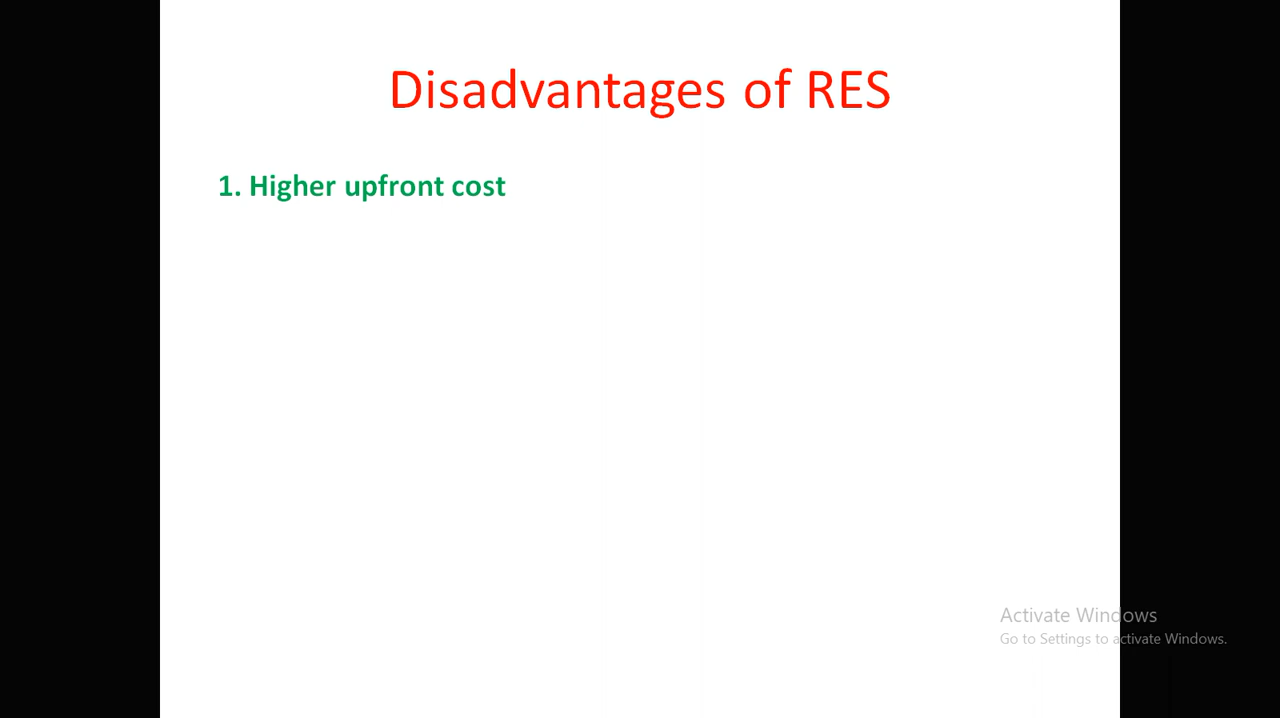 Disadvantages of RES
1. Higher upfront cost
Activate Windows
Go to Settings to activate Windows.